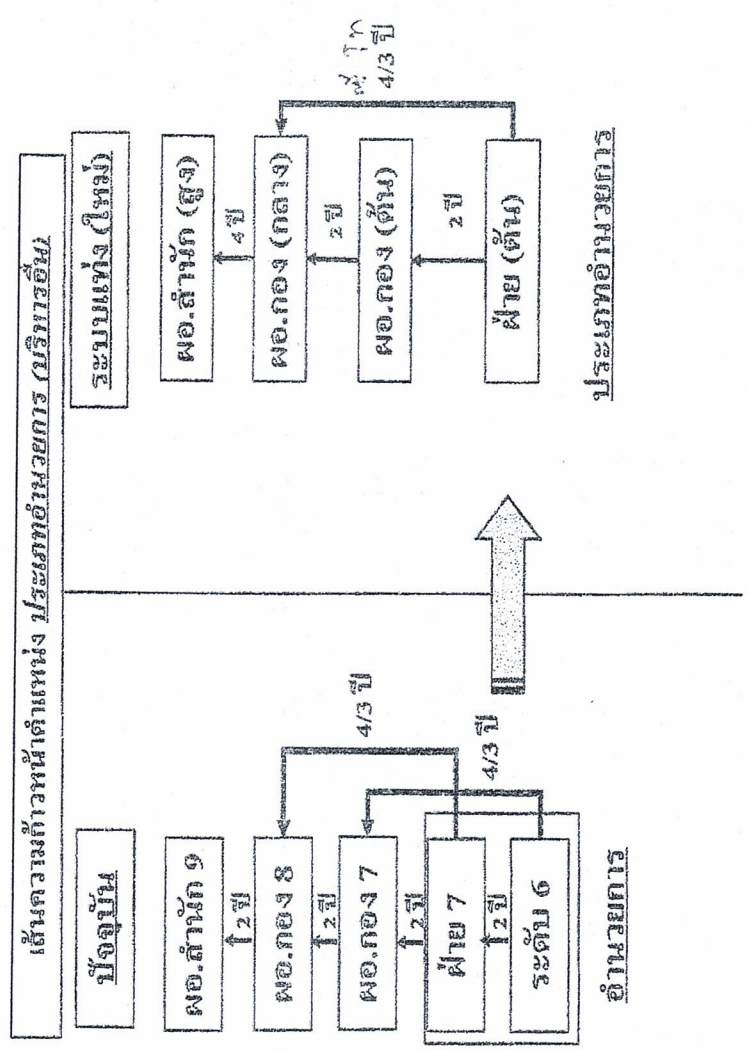 เส้นความก้าวหน้าตำแหน่ง ประเภทอำนวยการ (บริหารอื่น)
ปัจจุบัน
ผอ.สำนัก 9
2 ปี
ผอ.กอง 8
2 ปี
ผอ.กอง 7
2 ปี
ฝ่าย 7
2 ปี
ระดับ 6
4/3 ปี
4/3 ปี
อำนวยการ
ระบบแท่ง (ใหม่)
ผอ.สำนัก (สูง)
4 ปี
ผอ.กอง (กลาง)
2 ปี
ผอ.กอง (ต้น)
2 ปี
ฝ่าย (ต้น)
4/3 ปี
ประเภทอำนวยการ